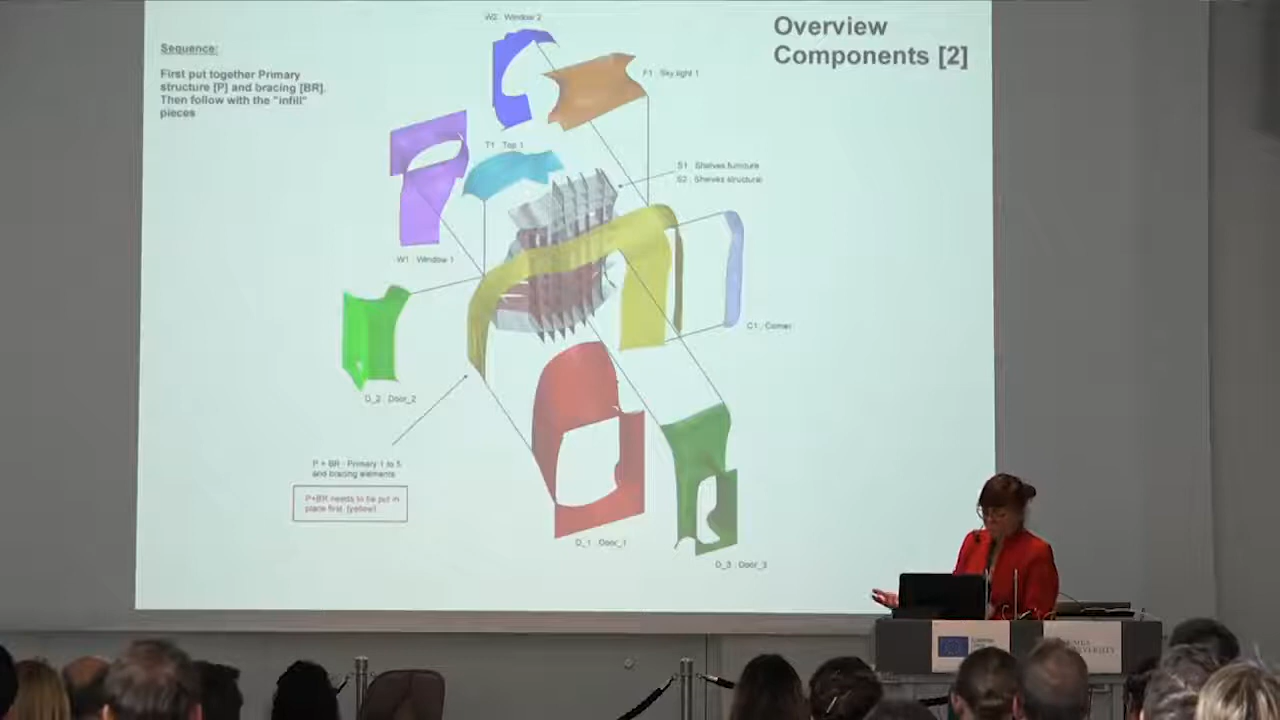 Overview
Components [2]
Sequence:
First put together Primary
structure [P] and bracing [BR].
Then follow with the "infill"
pieces
W2 : Window 2
F1 : Sky light 1
T1 : Top 1
S1 : Shelves furniture
S2 : Shelves structural
W1 : Window 1
C1 : Corner
D_2 : Door_2
P + BR : Primary 1 to 5
and bracing elements
P+BR needs to be put in
place first. (yellow)
D_1 : Door_1
D_3 : Door_3